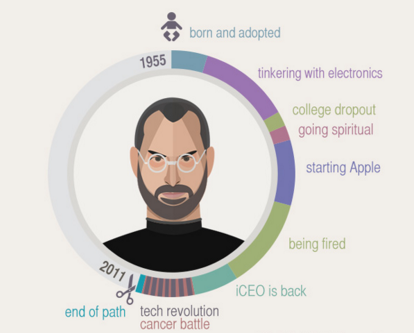 born and adopted
1955
tinkering with electronics
college dropout
going spiritual
starting Apple
being fired
iCEO is back
2011
end of path
tech revolution
cancer battle